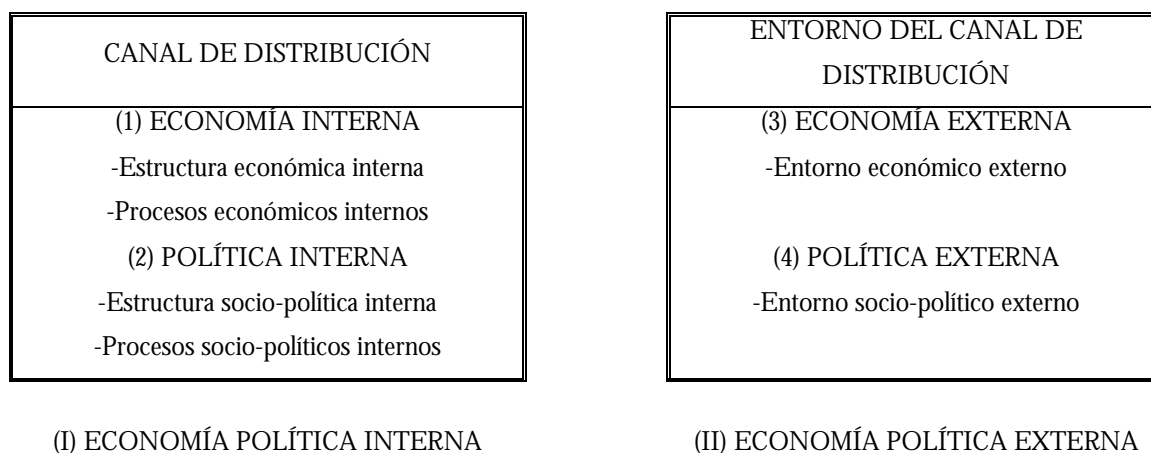 CANAL DE DISTRIBUCIÓN
(1) ECONOMÍA INTERNA
-Estructura económica interna
-Procesos económicos internos
(2) POLÍTICA INTERNA
-Estructura socio-política interna
-Procesos socio-políticos internos
(I) ECONOMÍA POLÍTICA INTERNA
ENTORNO DEL CANAL DE
DISTRIBUCIÓN
(3) ECONOMÍA EXTERNA
-Entorno económico externo
(4) POLÍTICA EXTERNA
-Entorno socio-político externo
(II) ECONOMÍA POLÍTICA EXTERNA